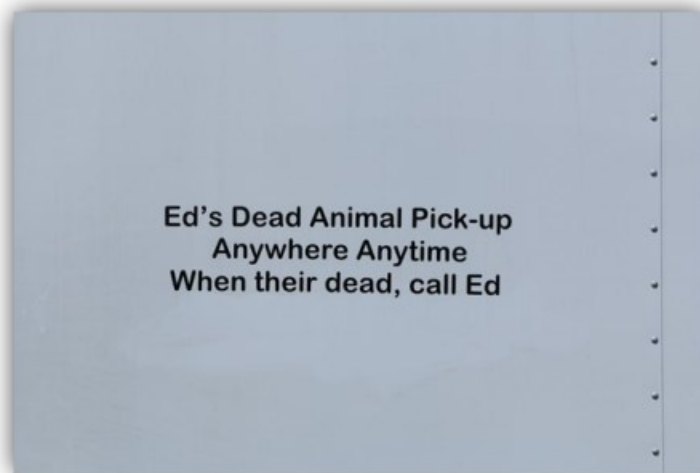 Ed's Dead Animal Pick-up
Anywhere Anytime
When their dead, call Ed